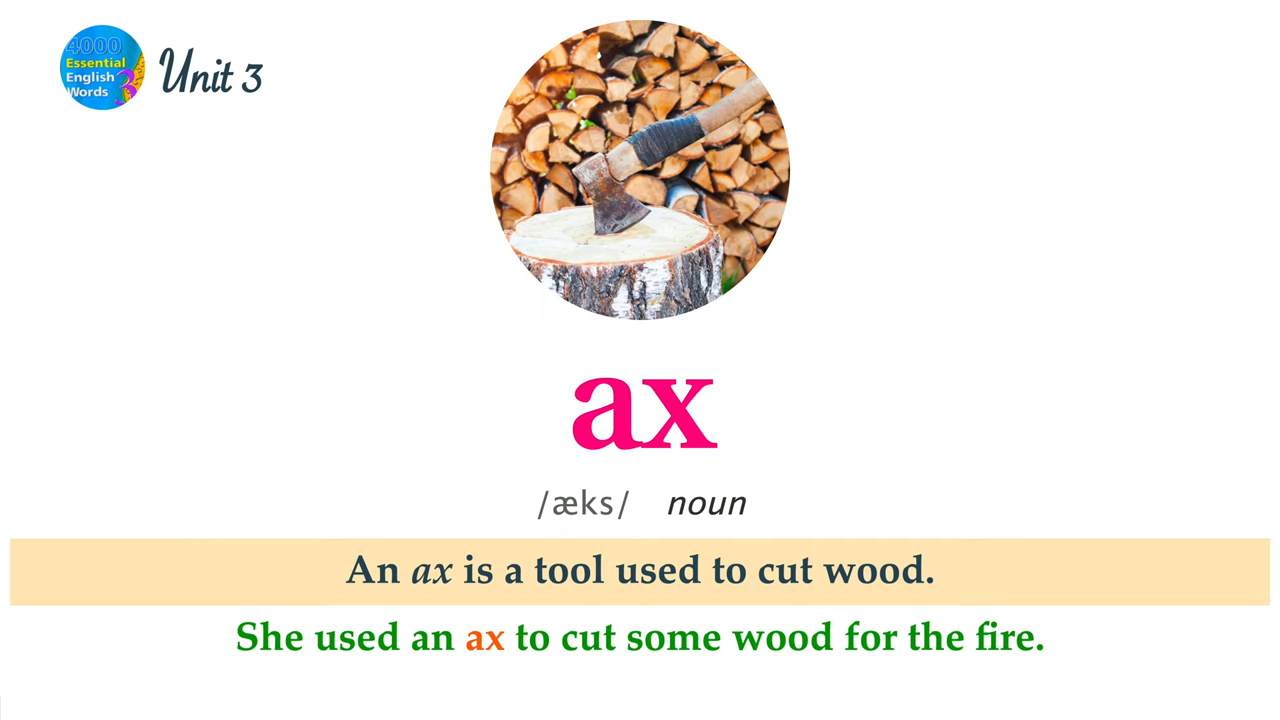 4000
Essential
English
Words 3
Unit 3
ax
/æks/ noun
An ax is a tool used to cut wood.
She used an ax to cut some wood for the fire.